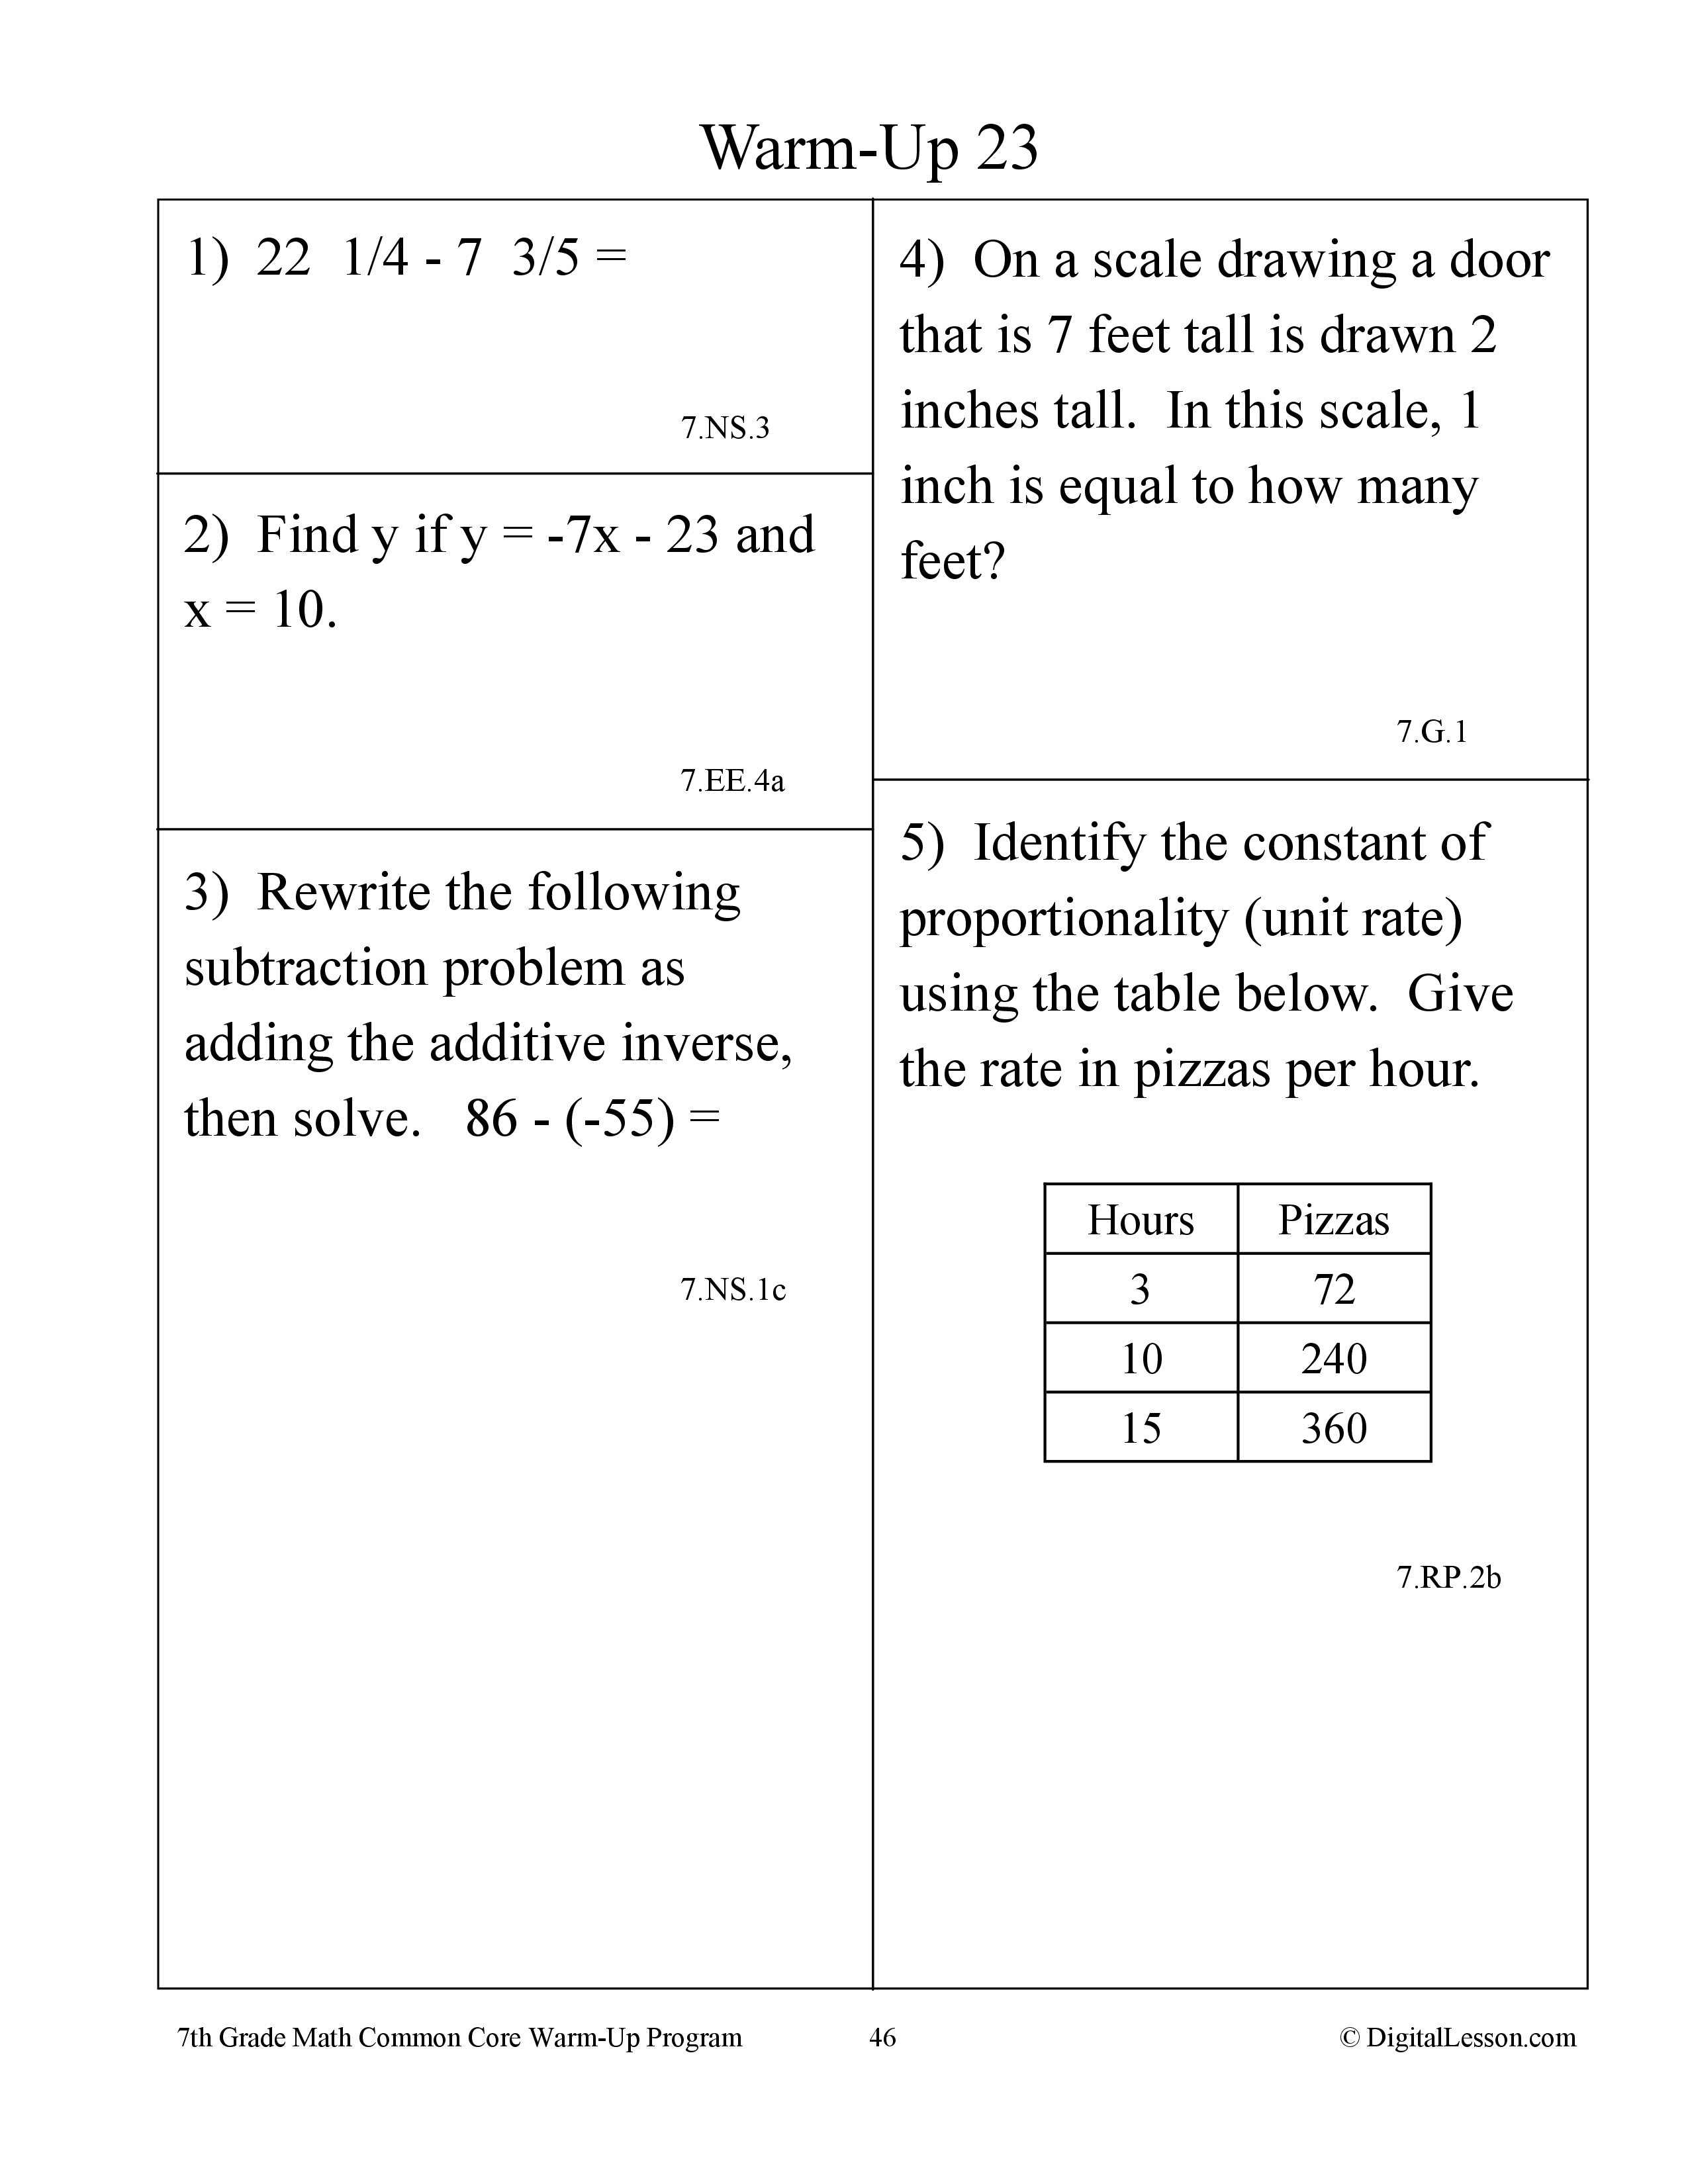 Warm-Up 23
1)  22  1/4 - 7  3/5 =
7.NS.3
2)  Find y if y = -7x - 23 and
x = 10.
7.EE.4a
3)  Rewrite the following
subtraction problem as
adding the additive inverse,
then solve.   86 - (-55) =
7.NS.1c
4)  On a scale drawing a door
that is 7 feet tall is drawn 2
inches tall.  In this scale, 1
inch is equal to how many
feet?
7.G.1
5)  Identify the constant of
proportionality (unit rate)
using the table below.  Give
the rate in pizzas per hour.
Hours Pizzas
3 72
10 240
15 360
7.RP.2b
7th Grade Math Common Core Warm-Up Program 46 © DigitalLesson.com